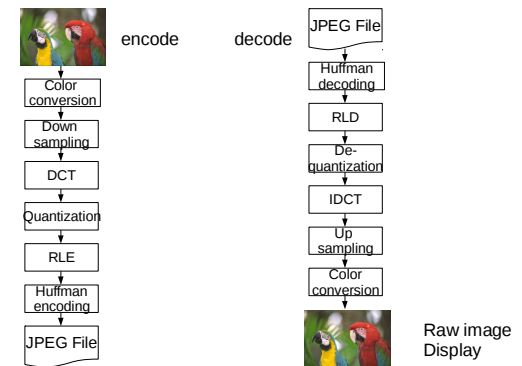 encode
Color
conversion
Down
sampling
DCT
Quantization
RLE
Huffman
encoding
JPEG File
decode
JPEG File
Huffman
decoding
RLD
De-
quantization
IDCT
Up
sampling
Color
conversion
Raw image
Display